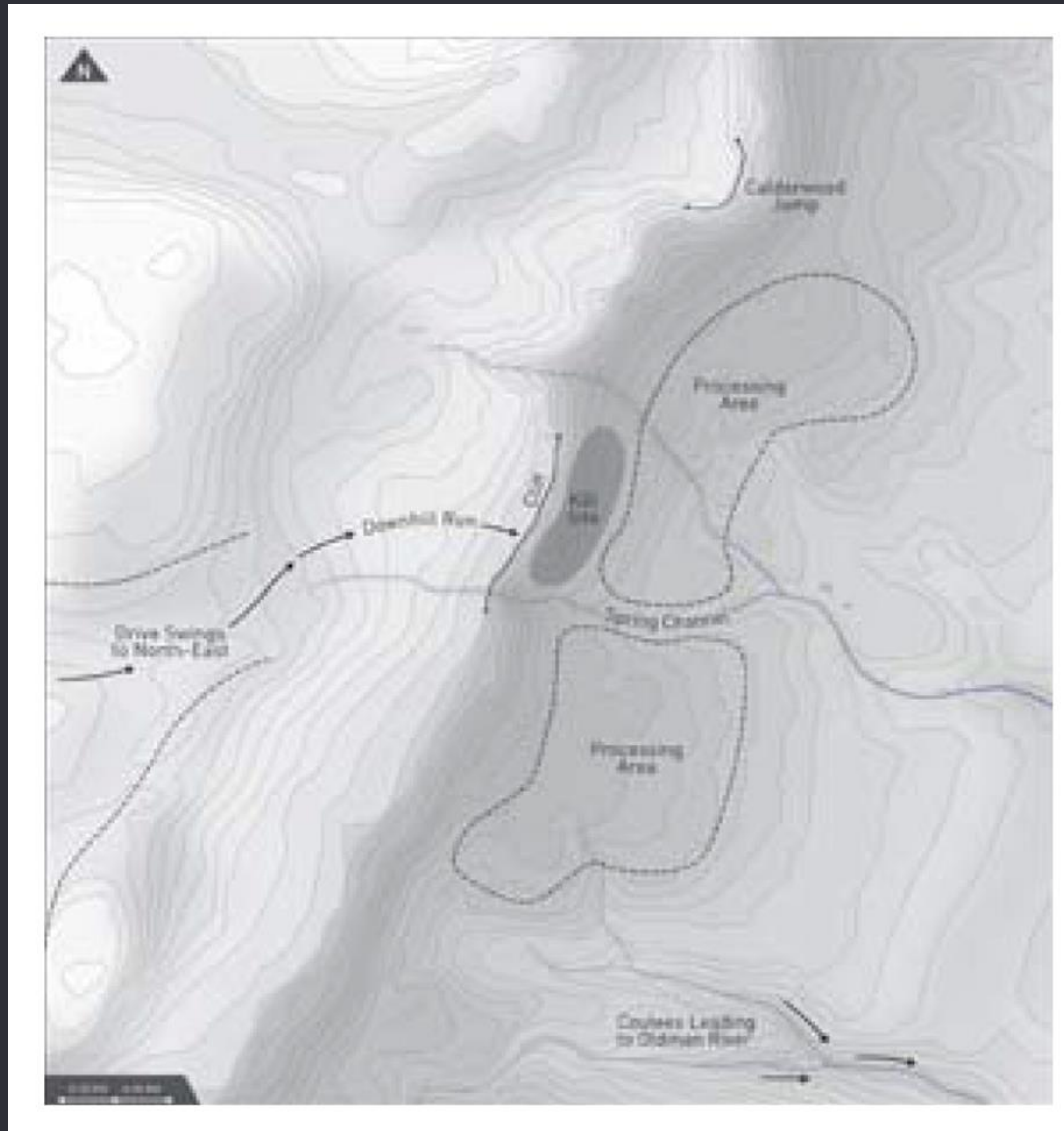 N
Calderwood
Jump
Processing
Area
Cliff
Kill
Site
Downhill Run
Drive Swings
to North-East
Spring Channel
Processing
Area
Coulees Leading
to Oldman River